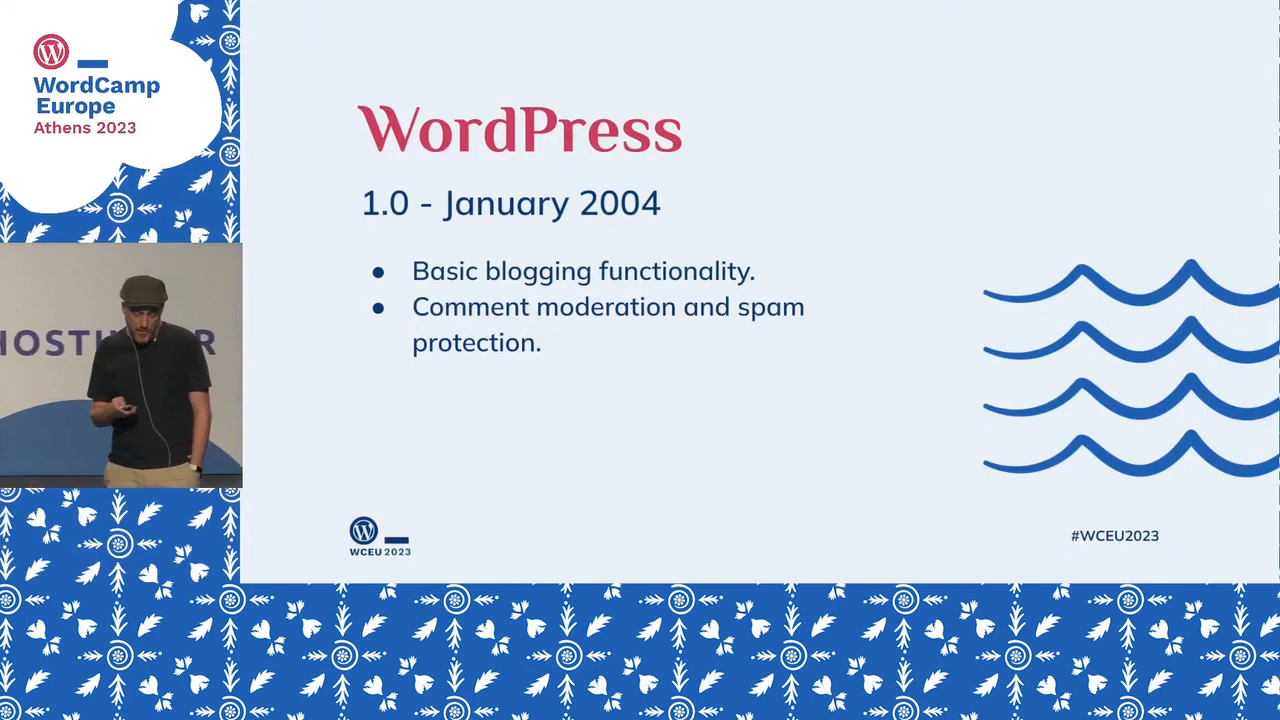 WordCamp
Europe
Athens 2023
WordPress
1.0 - January 2004
● Basic blogging functionality.
● Comment moderation and spam
protection.
WCEU 2023
#WCEU2023